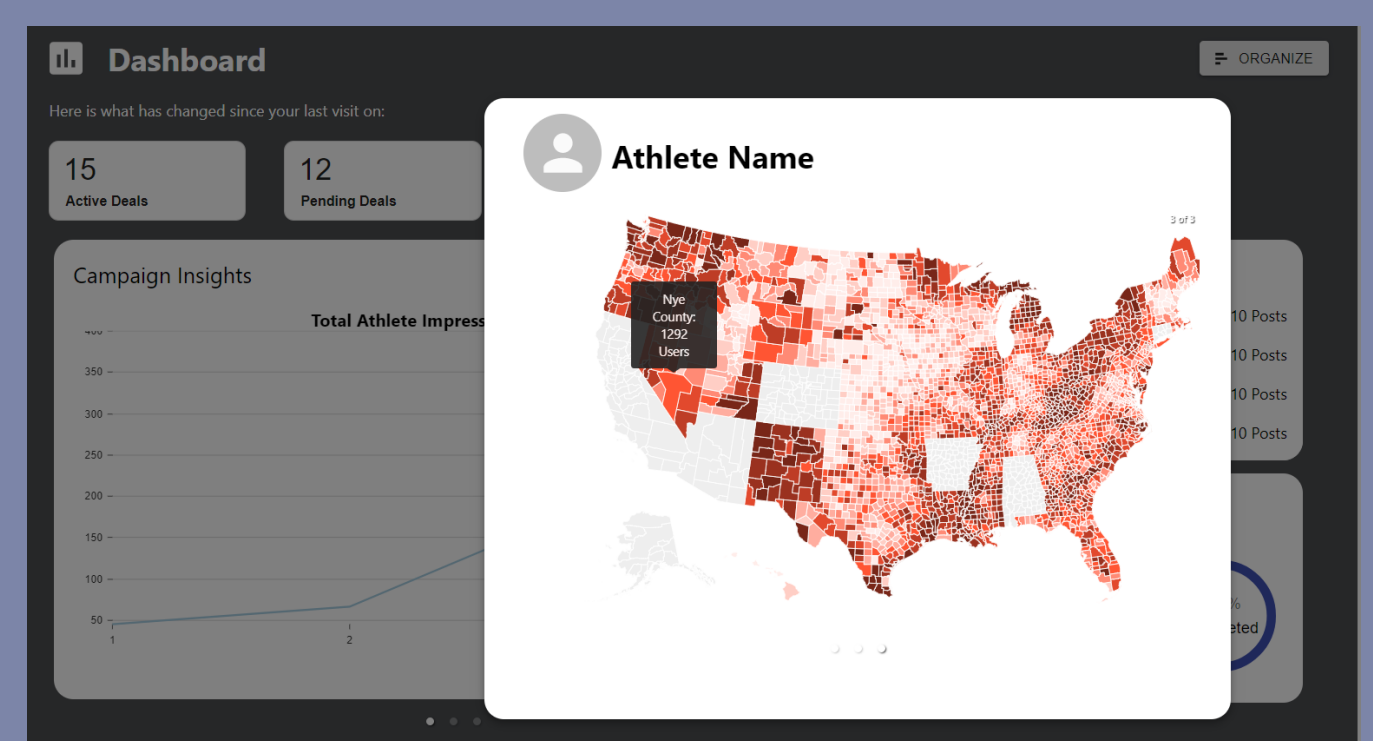 Dashboard
ORGANIZE
Here is what has changed since your last visit on:
15
Active Deals
12
Pending Deals
Athlete Name
3 of 3
Campaign Insights
Total Athlete Impress
400
350
300
250
200
150
100
50
1
2
Nye
County:
1292
Users
10 Posts
10 Posts
10 Posts
10 Posts
%
eted